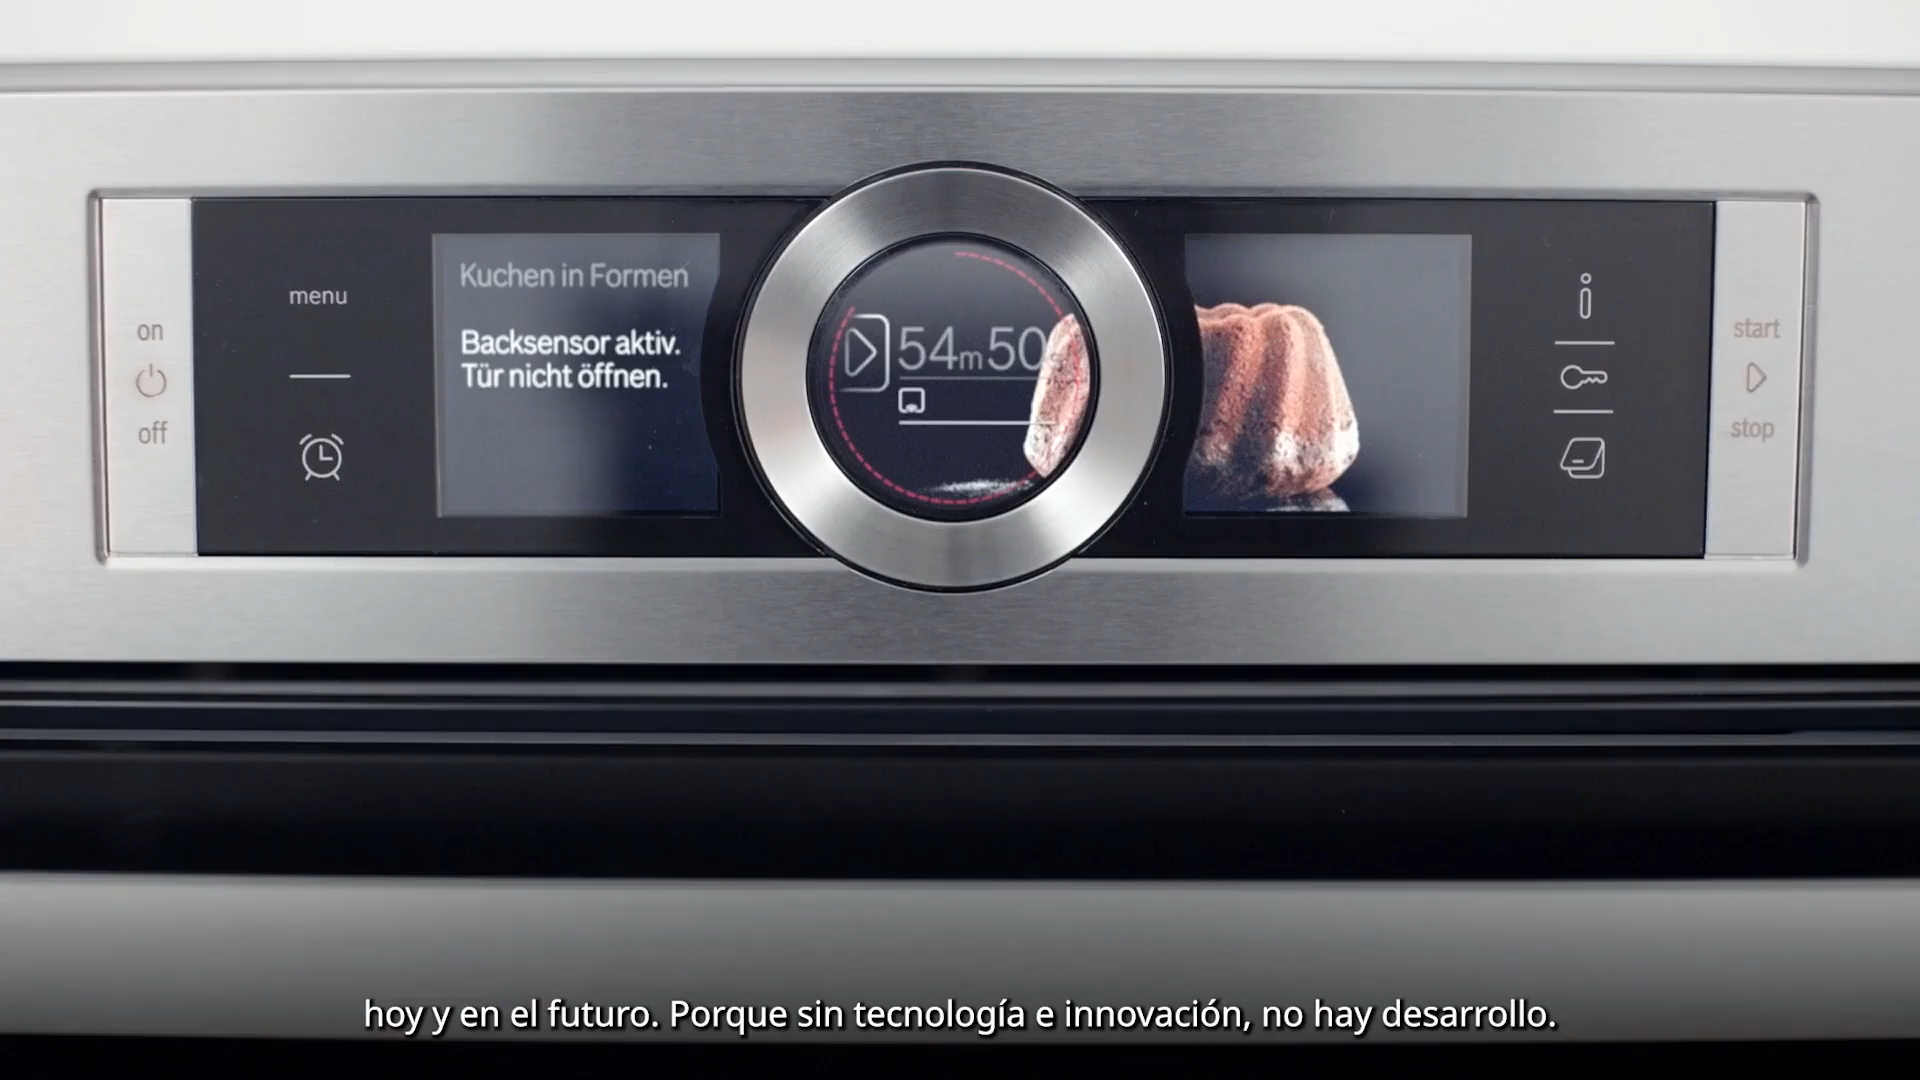 on
off
menu
Kuchen in Formen
Backsensor aktiv.
Tür nicht öffnen.
54m50
start
stop
hoy y en el futuro. Porque sin tecnología e innovación, no hay desarrollo.